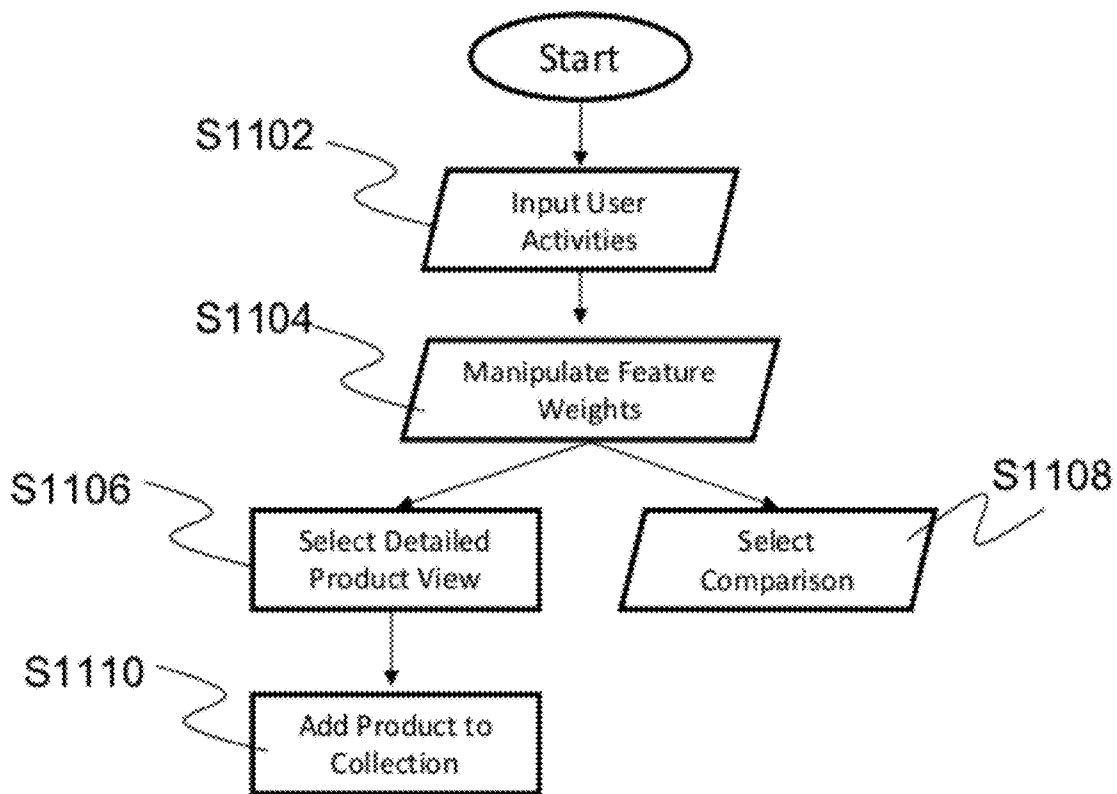 Start
S1102
Input User
Activities
S1104
Manipulate Feature
Weights
S1106
S1108
Select Detailed
Product View
Select
Comparison
S1110
Add Product to
Collection